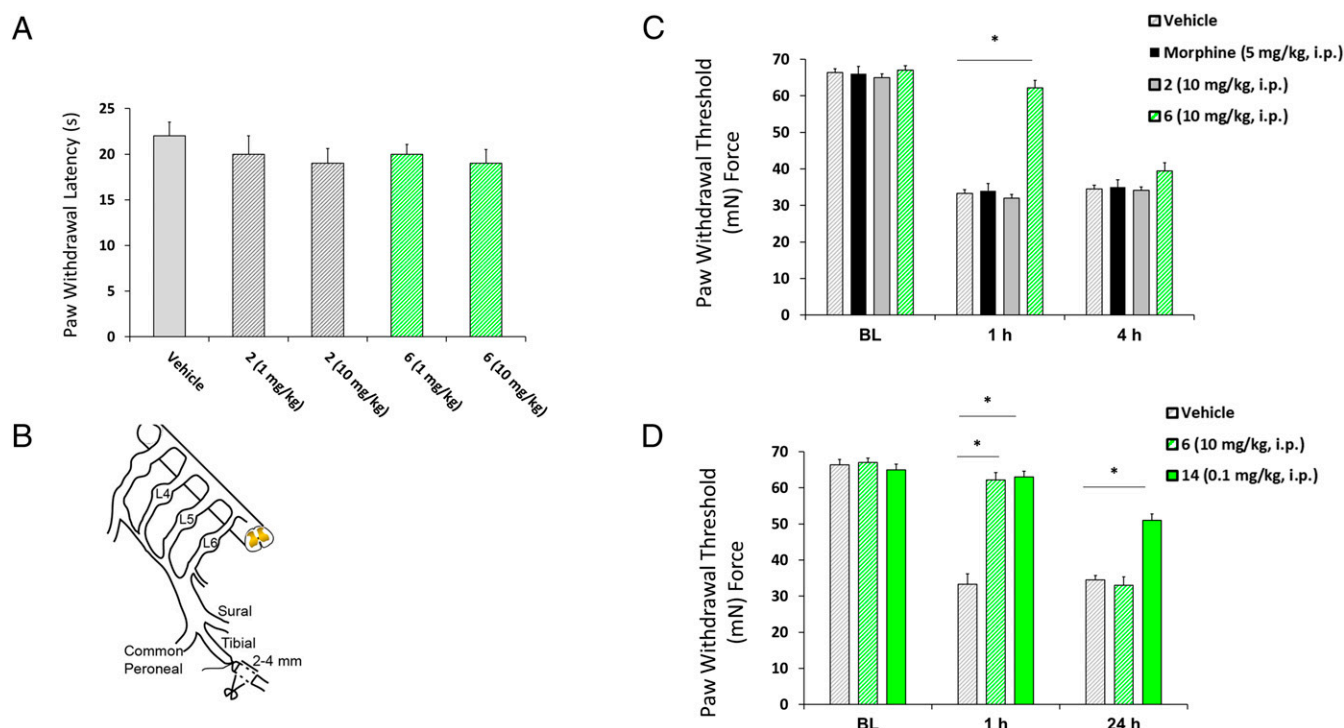 A
Paw Withdrawal Latency (s)
25
20
15
10
5
0
Vehicle
2 (1 mg/kg)
2 (10 mg/kg)
6 (1 mg/kg)
6 (10 mg/kg)
B
L4
L5
L6
Sural
Tibial
Common
Peroneal
2-4 mm
C
Vehicle
Morphine (5 mg/kg, i.p.)
2 (10 mg/kg, i.p.)
6 (10 mg/kg, i.p.)
Paw Withdrawal Threshold
(mN) Force
70
60
50
40
30
20
10
0
*
BL
1 h
4 h
D
Vehicle
6 (10 mg/kg, i.p.)
14 (0.1 mg/kg, i.p.)
Paw Withdrawal Threshold
(mN) Force
70
60
50
40
30
20
10
0
*
*
*
BL
1 h
24 h